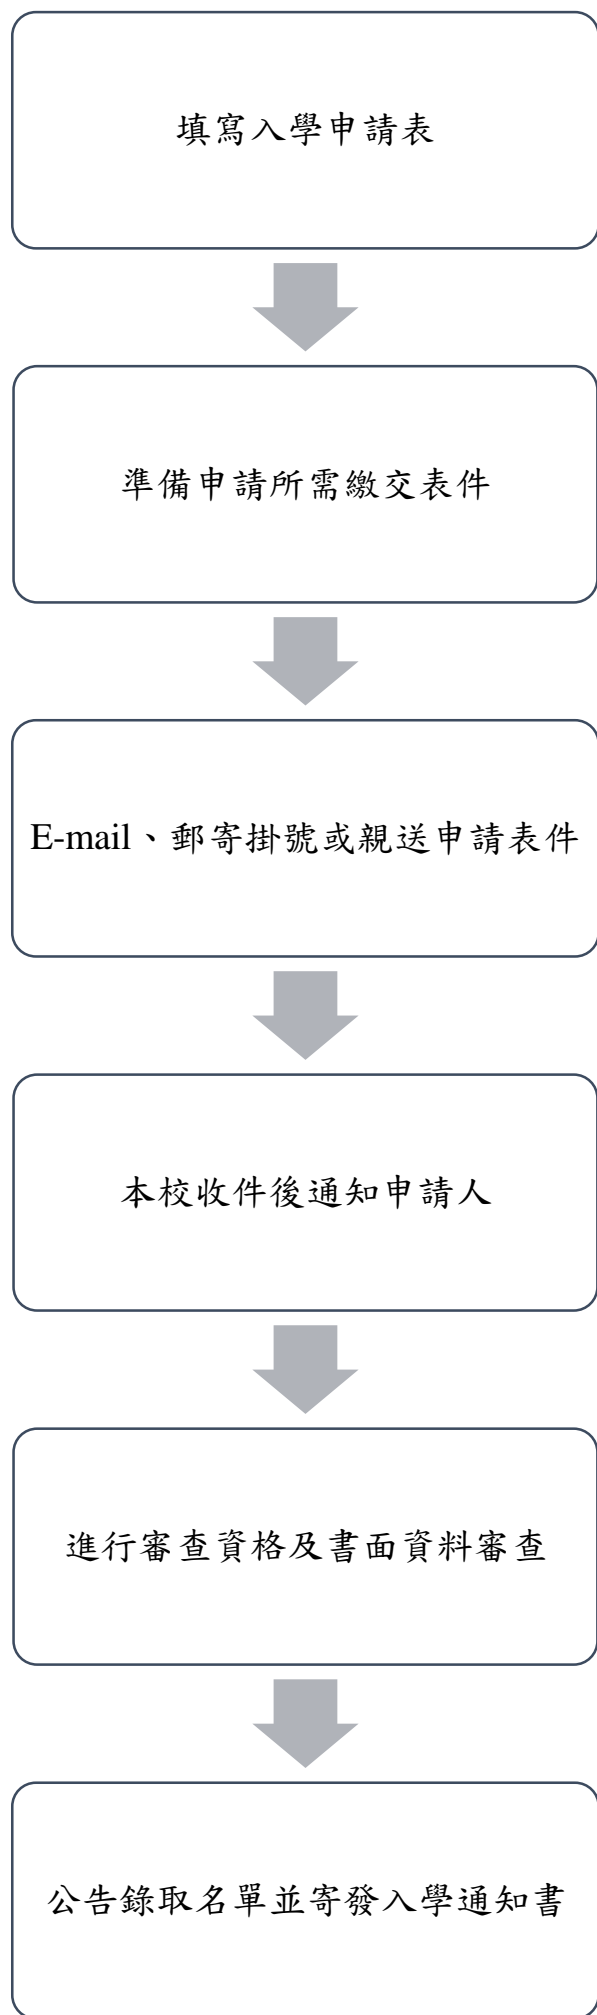 填寫入學申請表
準備申請所需繳交表件
E-mail、郵寄掛號或親送申請表件
本校收件後通知申請人
進行審查資格及書面資料審查
公告錄取名單並寄發入學通知書